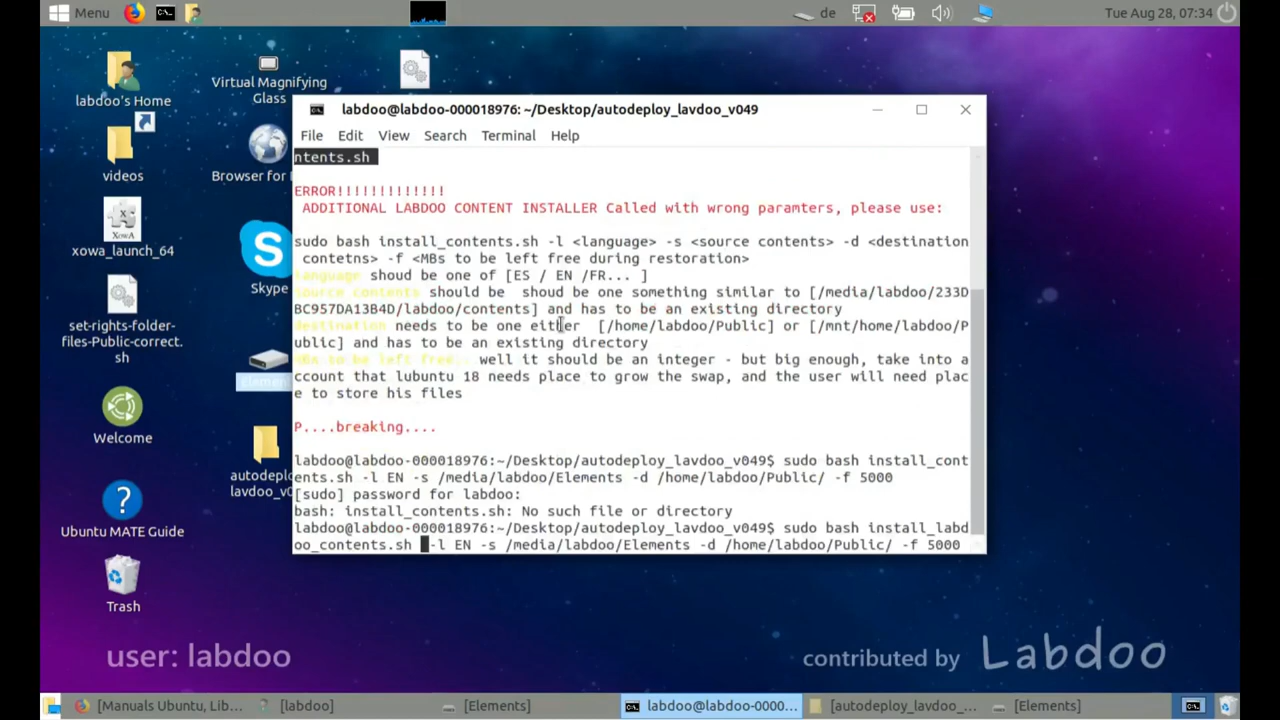 Menu
de
Tue Aug 28, 07:34
labdoo's Home
Virtual Magnifying
Glass
videos
Browser for
xowa_launch_64
Skype
set-rights-folder-
files-Public-correct.
sh
Welcome
autodeploy_
Ubuntu MATE Guide
Trash
labdoo@labdoo-000018976: ~/Desktop/autodeploy_lavdoo_v049
File Edit View Search Terminal Help
ntents.sh
ERROR!!!!!!!!!!!!!
ADDITIONAL LABDOO CONTENT INSTALLER Called with wrong paramters, please use:
sudo bash install_contents.sh -l <language> -s <source contents> -d <destination
contetns> -f <MBs to be left free during restoration>
language shoud be one of [ES / EN /FR... ]
source contents should be  shoud be one something similar to [/media/labdoo/233D
BC957DA13B4D/labdoo/contents] and has to be an existing directory
destination needs to be one either  [/home/labdoo/Public] or [/mnt/home/labdoo/P
ublic] and has to be an existing directory
MBs to be left free.. well it should be an integer - but big enough, take into a
ccount that lubuntu 18 needs place to grow the swap, and the user will need plac
e to store his files
P....breaking....
labdoo@labdoo-000018976:~/Desktop/autodeploy_lavdoo_v049$ sudo bash install_cont
ents.sh -l EN -s /media/labdoo/Elements -d /home/labdoo/Public/ -f 5000
[sudo] password for labdoo:
bash: install_contents.sh: No such file or directory
labdoo@labdoo-000018976:~/Desktop/autodeploy_lavdoo_v049$ sudo bash install_labd
oo_contents.sh -l EN -s /media/labdoo/Elements -d /home/labdoo/Public/ -f 5000
user: labdoo
contributed by Labdoo
[Manuals Ubuntu, Lib... [labdoo] [Elements] labdoo@labdoo-0000... [autodeploy_lavdoo_... [Elements]